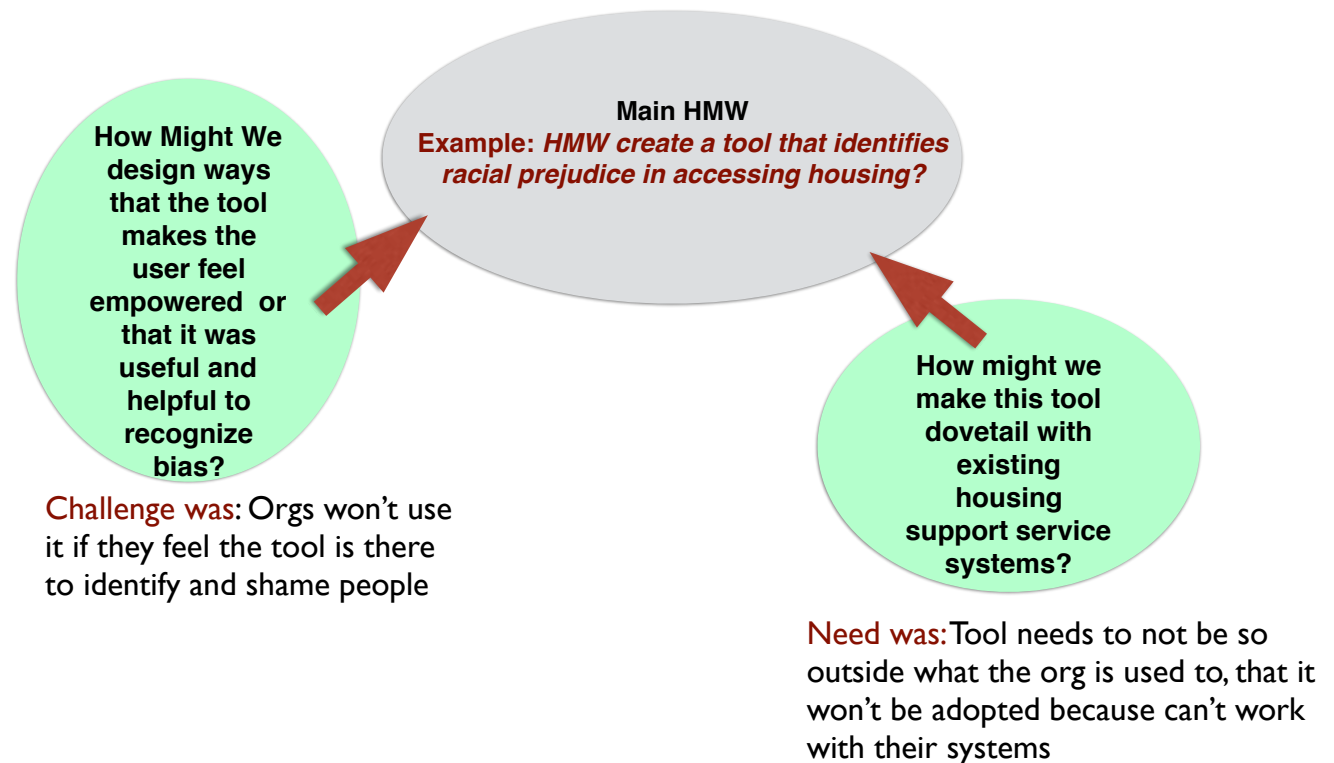 Main HMW
Example: HMW create a tool that identifies
racial prejudice in accessing housing?
How Might We
design ways
that the tool
makes the
user feel
empowered or
that it was
useful and
helpful to
recognize
bias?
Challenge was: Orgs won’t use
it if they feel the tool is there
to identify and shame people
How might we
make this tool
dovetail with
existing
housing
support service
systems?
Need was: Tool needs to not be so
outside what the org is used to, that it
won’t be adopted because can’t work
with their systems